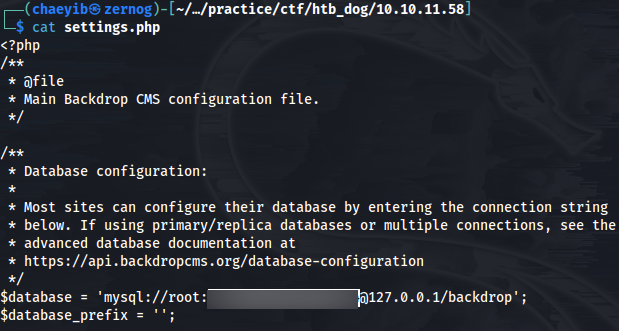 ┌──(chaeyib㉿zernog)-[~/…/practice/ctf/htb_dog/10.10.11.58]
└─$ cat settings.php
<?php
/**
 * @file
 * Main Backdrop CMS configuration file.
 */

/**
 * Database configuration:
 *
 * Most sites can configure their database by entering the connection string
 * below. If using primary/replica databases or multiple connections, see the
 * advanced database documentation at
 * https://api.backdropcms.org/database-configuration
 */
$database = 'mysql://root:@127.0.0.1/backdrop';
$database_prefix = '';